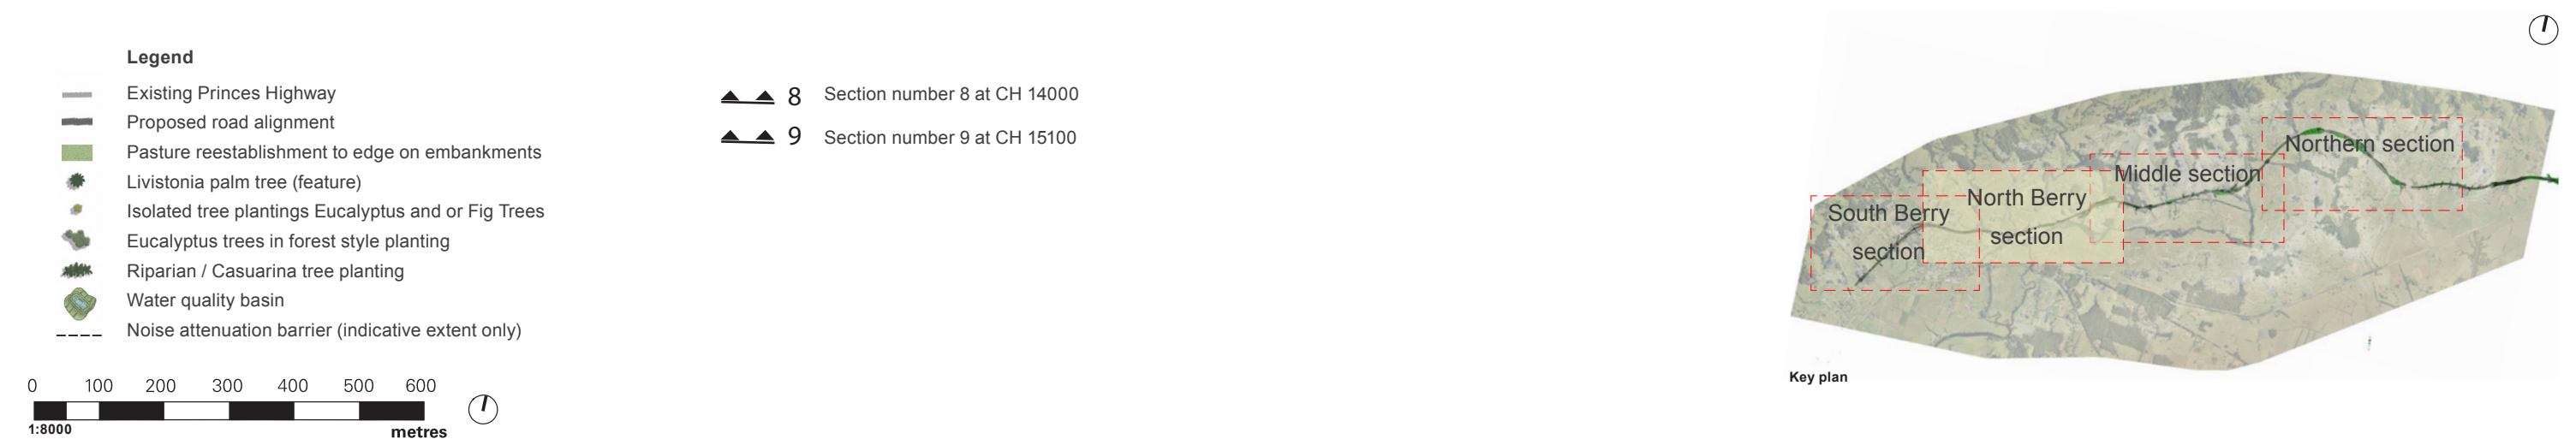 Legend
Existing Princes Highway
Proposed road alignment
Pasture reestablishment to edge on embankments
Livistonia palm tree (feature)
Isolated tree plantings Eucalyptus and or Fig Trees
Eucalyptus trees in forest style planting
Riparian / Casuarina tree planting
Water quality basin
Noise attenuation barrier (indicative extent only)
0 100 200 300 400 500 600
1:8000
metres
8 Section number 8 at CH 14000
9 Section number 9 at CH 15100
South Berry
section
North Berry
section
Middle section
Northern section
Key plan